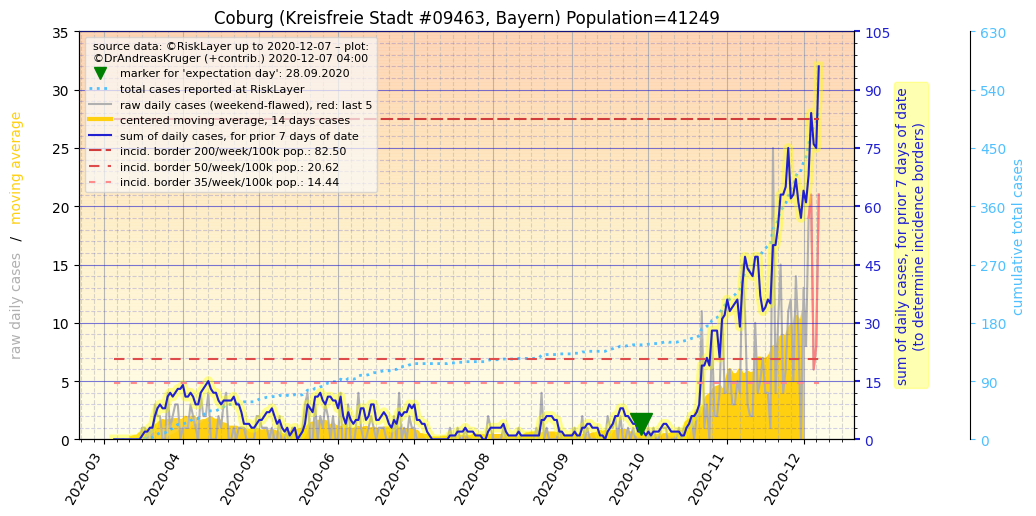 Coburg (Kreisfreie Stadt #09463, Bayern) Population=41249
source data: ©RiskLayer up to 2020-12-07 – plot:
©DrAndreasKruger (+contrib.) 2020-12-07 04:00
marker for 'expectation day': 28.09.2020
total cases reported at RiskLayer
raw daily cases (weekend-flawed), red: last 5
centered moving average, 14 days cases
sum of daily cases, for prior 7 days of date
incid. border 200/week/100k pop.: 82.50
incid. border 50/week/100k pop.: 20.62
incid. border 35/week/100k pop.: 14.44
raw daily cases / moving average
35
30
25
20
15
10
5
0
2020-03
2020-04
2020-05
2020-06
2020-07
2020-08
2020-09
2020-10
2020-11
2020-12
105
90
75
60
45
30
15
0
sum of daily cases, for prior 7 days of date
(to determine incidence borders)
630
540
450
360
270
180
90
0
cumulative total cases